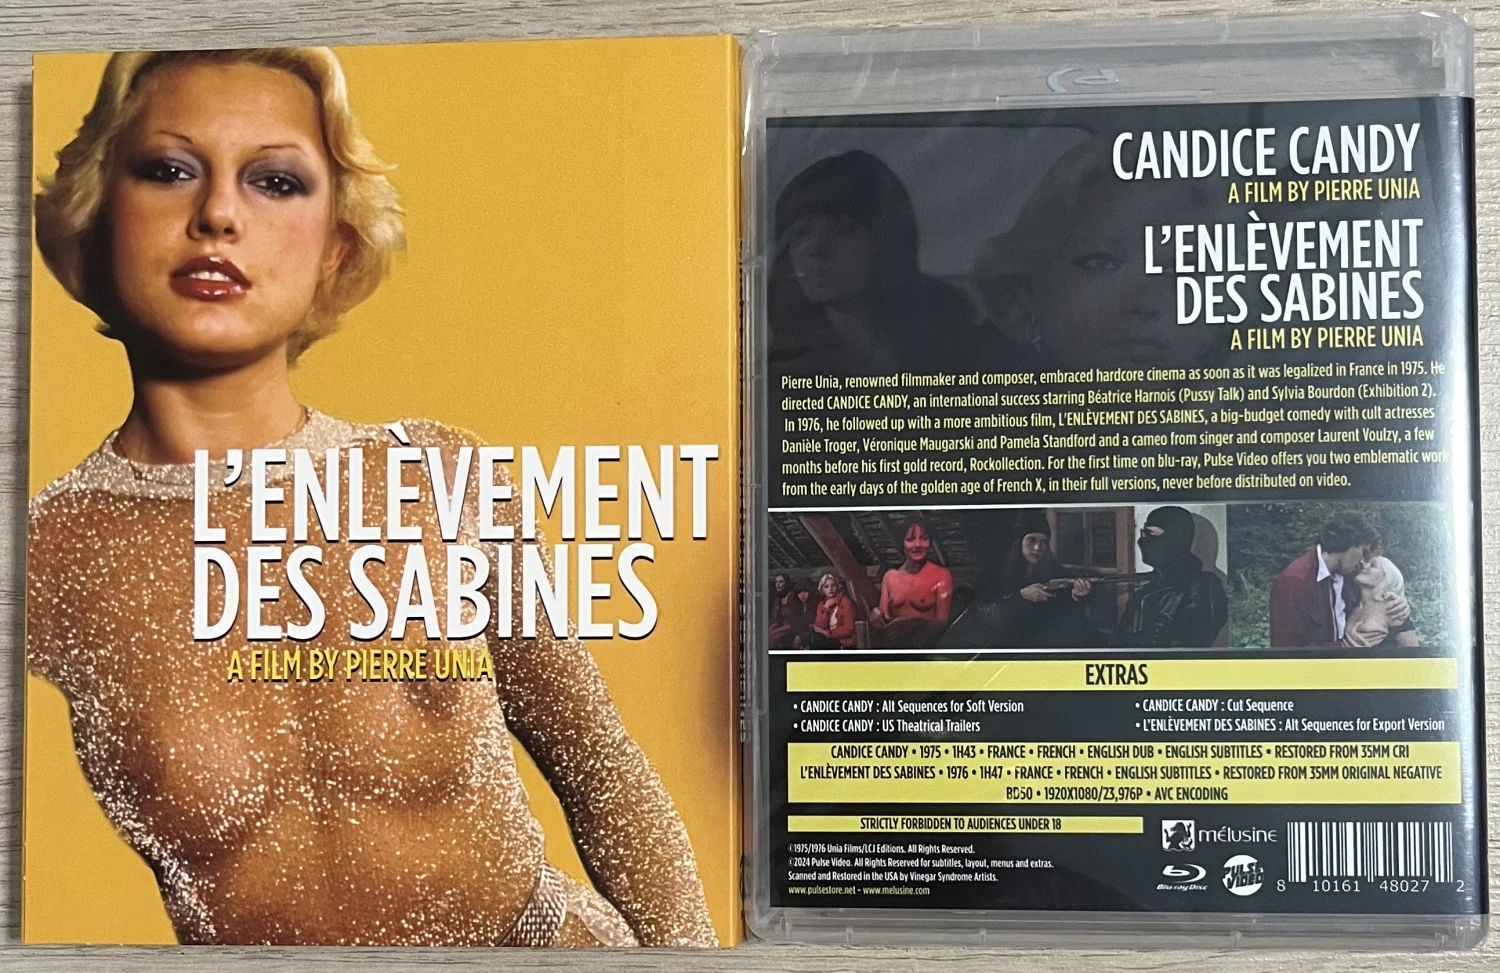 L'ENLÈVEMENT
DES SABINES
A FILM BY PIERRE UNIA
CANDICE CANDY
A FILM BY PIERRE UNIA
L'ENLÈVEMENT
DES SABINES
A FILM BY PIERRE UNIA
Pierre Unia, renowned filmmaker and composer, embraced hardcore cinema as soon as it was legalized in France in 1975. He
directed CANDICE CANDY, an international success starring Béatrice Harnois (Pussy Talk) and Sylvia Bourdon (Exhibition 2).
In 1976, he followed up with a more ambitious film, L'ENLÈVEMENT DES SABINES, a big-budget comedy with cult actresses
Danièle Troger, Véronique Maugarski and Pamela Standford and a cameo from singer and composer Laurent Voulzy, a few
months before his first gold record, Rockollection. For the first time on blu-ray, Pulse Video offers you two emblematic work
from the early days of the golden age of French X, in their full versions, never before distributed on video.
EXTRAS
• CANDICE CANDY : Alt Sequences for Soft Version
• CANDICE CANDY : US Theatrical Trailers
• CANDICE CANDY : Cut Sequence
• L'ENLÈVEMENT DES SABINES : Alt Sequences for Export Version
CANDICE CANDY • 1975 • 1H43 • FRANCE • FRENCH • ENGLISH DUB • ENGLISH SUBTITLES • RESTORED FROM 35MM CRI
L'ENLÈVEMENT DES SABINES • 1976 • 1H47 • FRANCE • FRENCH • ENGLISH SUBTITLES • RESTORED FROM 35MM ORIGINAL NEGATIVE
BD50 • 1920X1080/23,976P • AVC ENCODING
STRICTLY FORBIDDEN TO AUDIENCES UNDER 18
©1975/1976 Unia Films/LCJ Editions. All Rights Reserved.
©2024 Pulse Video. All Rights Reserved for subtitles, layout, menus and extras.
Scanned and Restored in the USA by Vinegar Syndrome Artists.
www.pulsestore.net - www.melusine.com
mélusine
Blu-ray Disc
PULSE
VIDEO
8 10161 48027 2